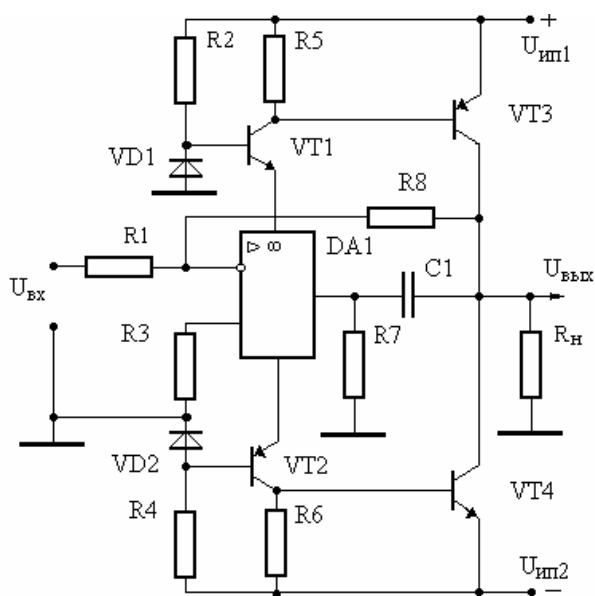 R2
R5
+
Uип1
VD1
VT1
VT3
R8
R1
▷ ∞
DA1
C1
Uвых
Uвх
R3
R7
Rн
VD2
VT2
VT4
R4
R6
Uип2
−